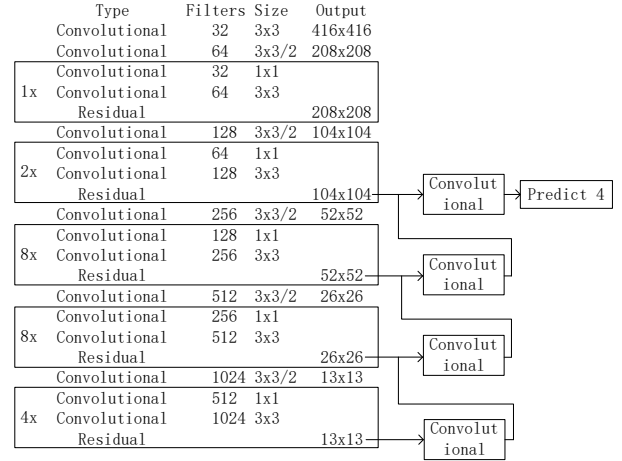 Type Filters Size Output
Convolutional 32 3x3 416x416
Convolutional 64 3x3/2 208x208
Convolutional 32 1x1
1x Convolutional 64 3x3
Residual 208x208
Convolutional 128 3x3/2 104x104
Convolutional 64 1x1
2x Convolutional 128 3x3
Residual 104x104
Convolut
ional
Predict 4
Convolutional 256 3x3/2 52x52
Convolutional 128 1x1
8x Convolutional 256 3x3
Residual 52x52
Convolut
ional
Convolutional 512 3x3/2 26x26
Convolutional 256 1x1
8x Convolutional 512 3x3
Residual 26x26
Convolut
ional
Convolutional 1024 3x3/2 13x13
Convolutional 512 1x1
4x Convolutional 1024 3x3
Residual 13x13
Convolut
ional